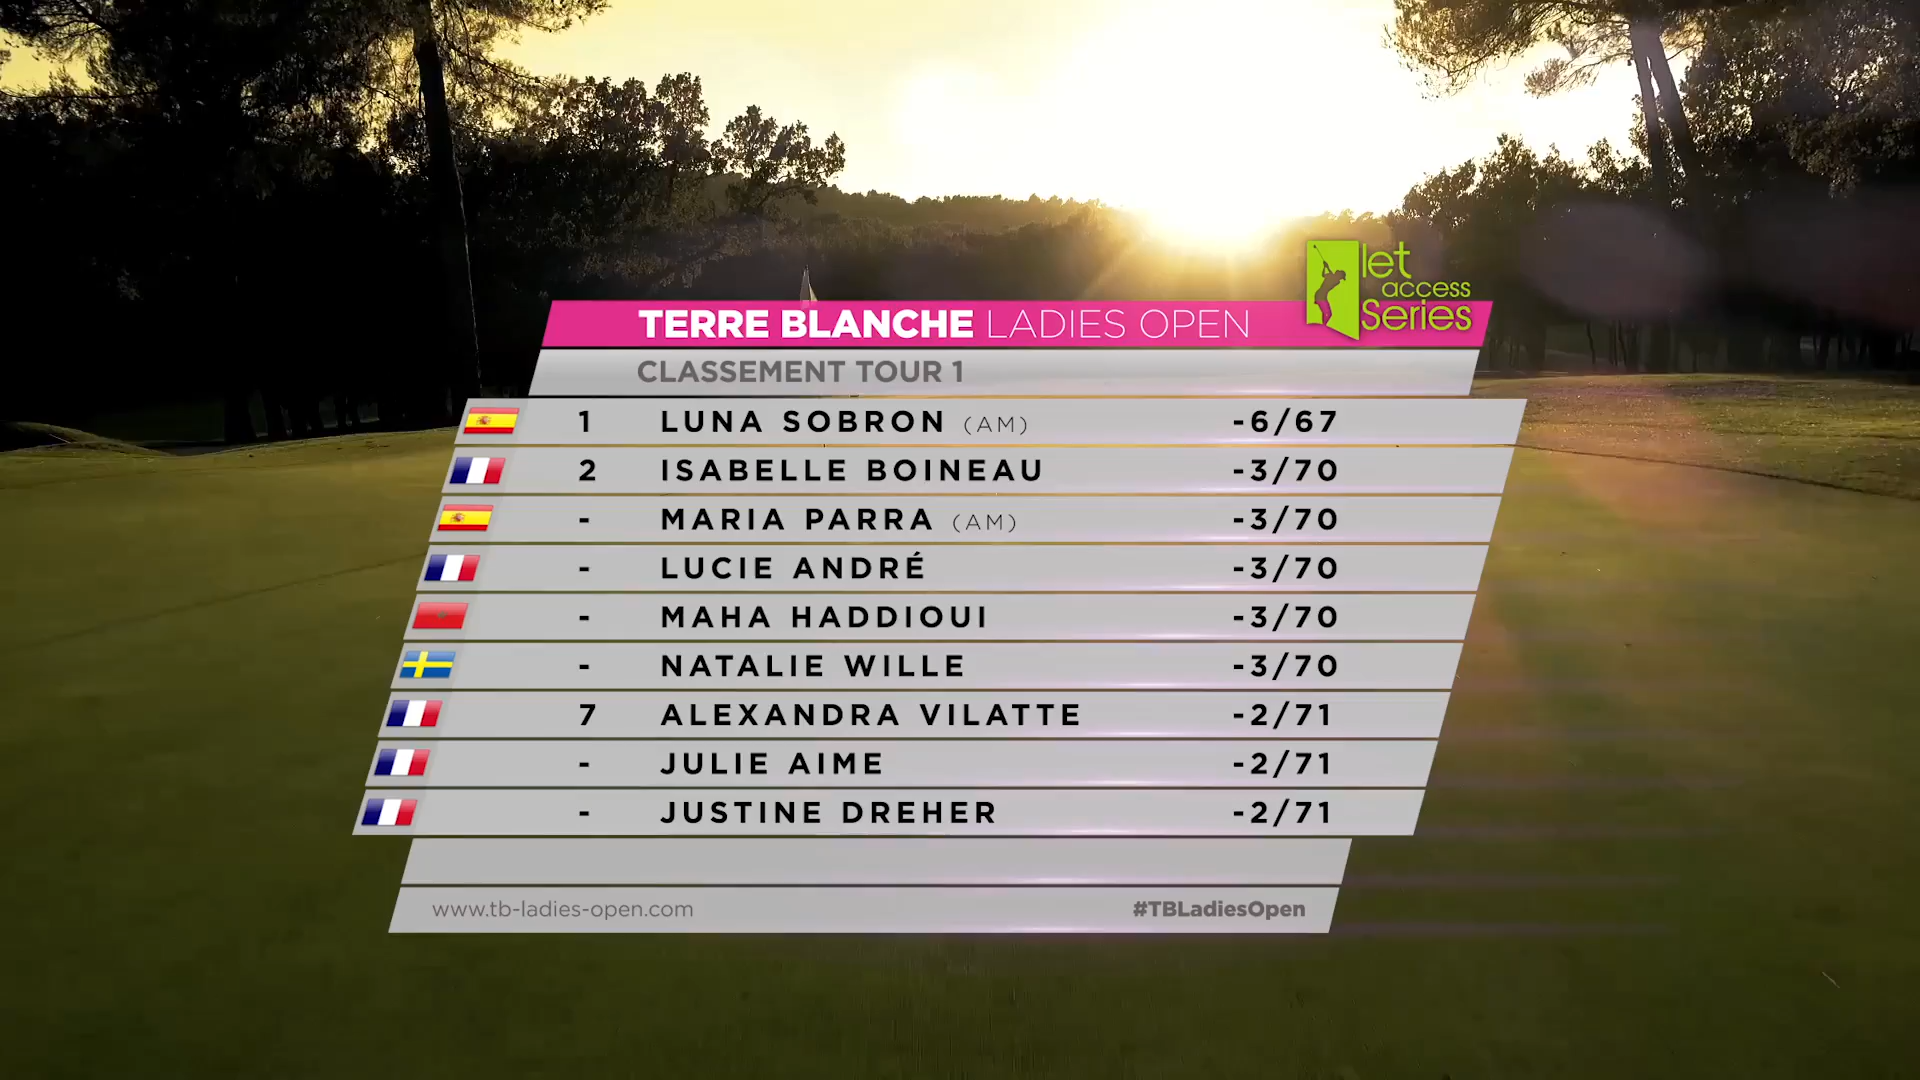 let
access
Series
TERRE BLANCHE LADIES OPEN
CLASSEMENT TOUR 1
1 LUNA SOBRON (AM) -6/67
2 ISABELLE BOINEAU -3/70
- MARIA PARRA (AM) -3/70
- LUCIE ANDRÉ -3/70
- MAHA HADDIOUI -3/70
- NATALIE WILLE -3/70
7 ALEXANDRA VILATTE -2/71
- JULIE AIME -2/71
- JUSTINE DREHER -2/71
www.tb-ladies-open.com #TBLadiesOpen